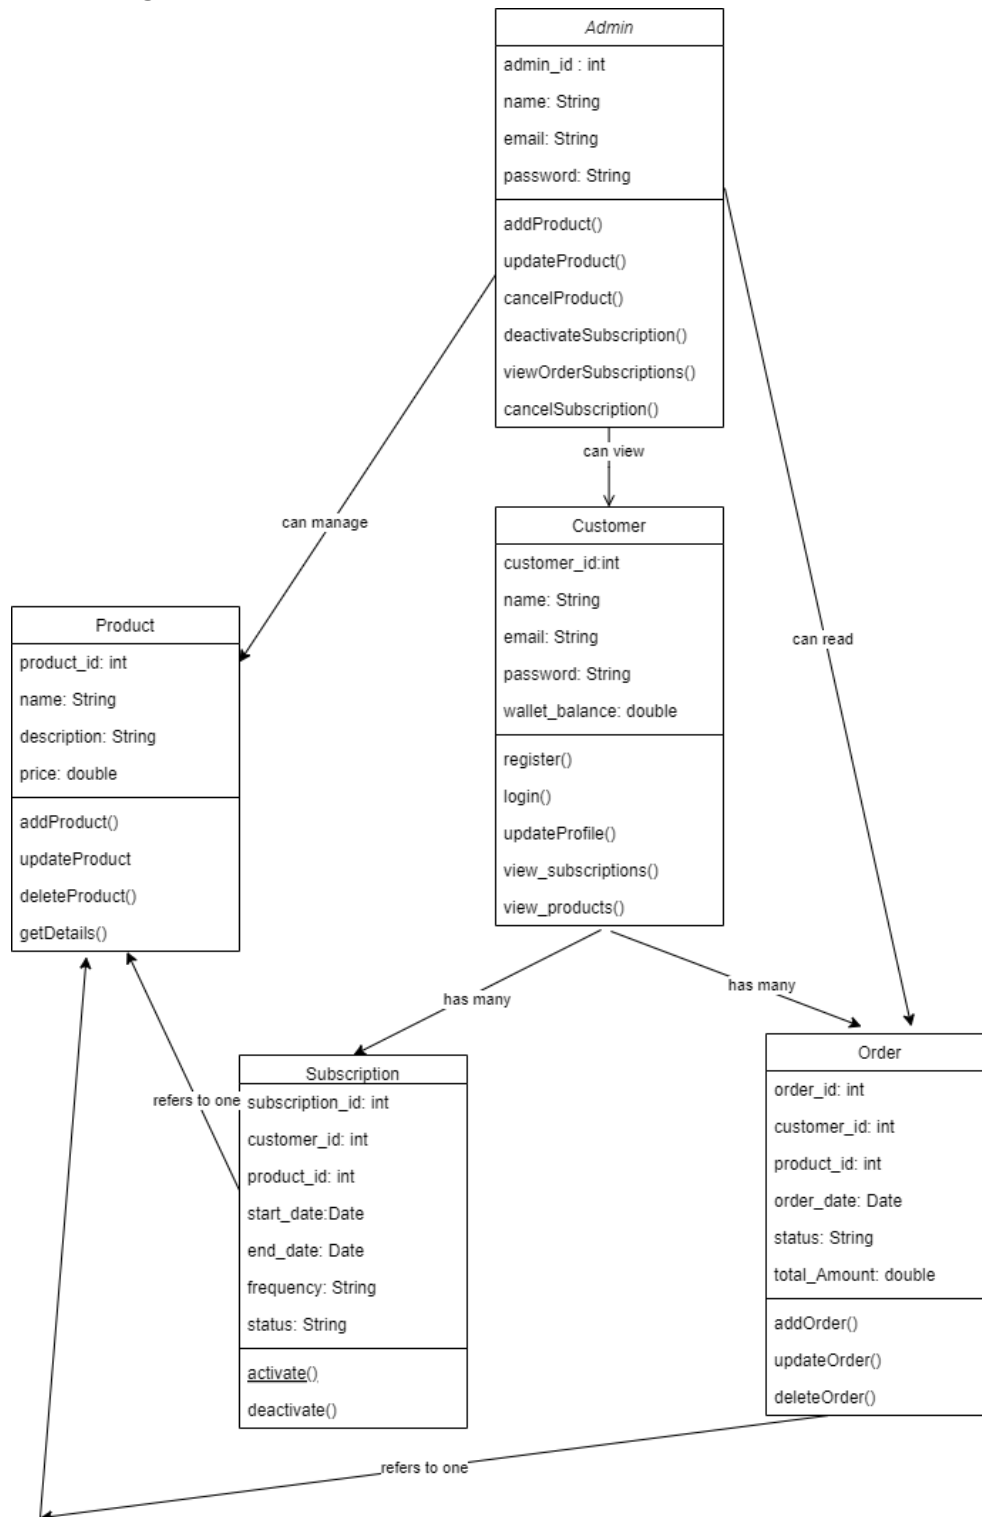 Admin
admin_id : int
name: String
email: String
password: String
addProduct()
updateProduct()
cancelProduct()
deactivateSubscription()
viewOrderSubscriptions()
cancelSubscription()
can view
can manage
can read
Customer
customer_id:int
name: String
email: String
password: String
wallet_balance: double
register()
login()
updateProfile()
view_subscriptions()
view_products()
Product
product_id: int
name: String
description: String
price: double
addProduct()
updateProduct
deleteProduct()
getDetails()
has many
has many
refers to one
Subscription
subscription_id: int
customer_id: int
product_id: int
start_date:Date
end_date: Date
frequency: String
status: String
activate()
deactivate()
Order
order_id: int
customer_id: int
product_id: int
order_date: Date
status: String
total_Amount: double
addOrder()
updateOrder()
deleteOrder()
refers to one